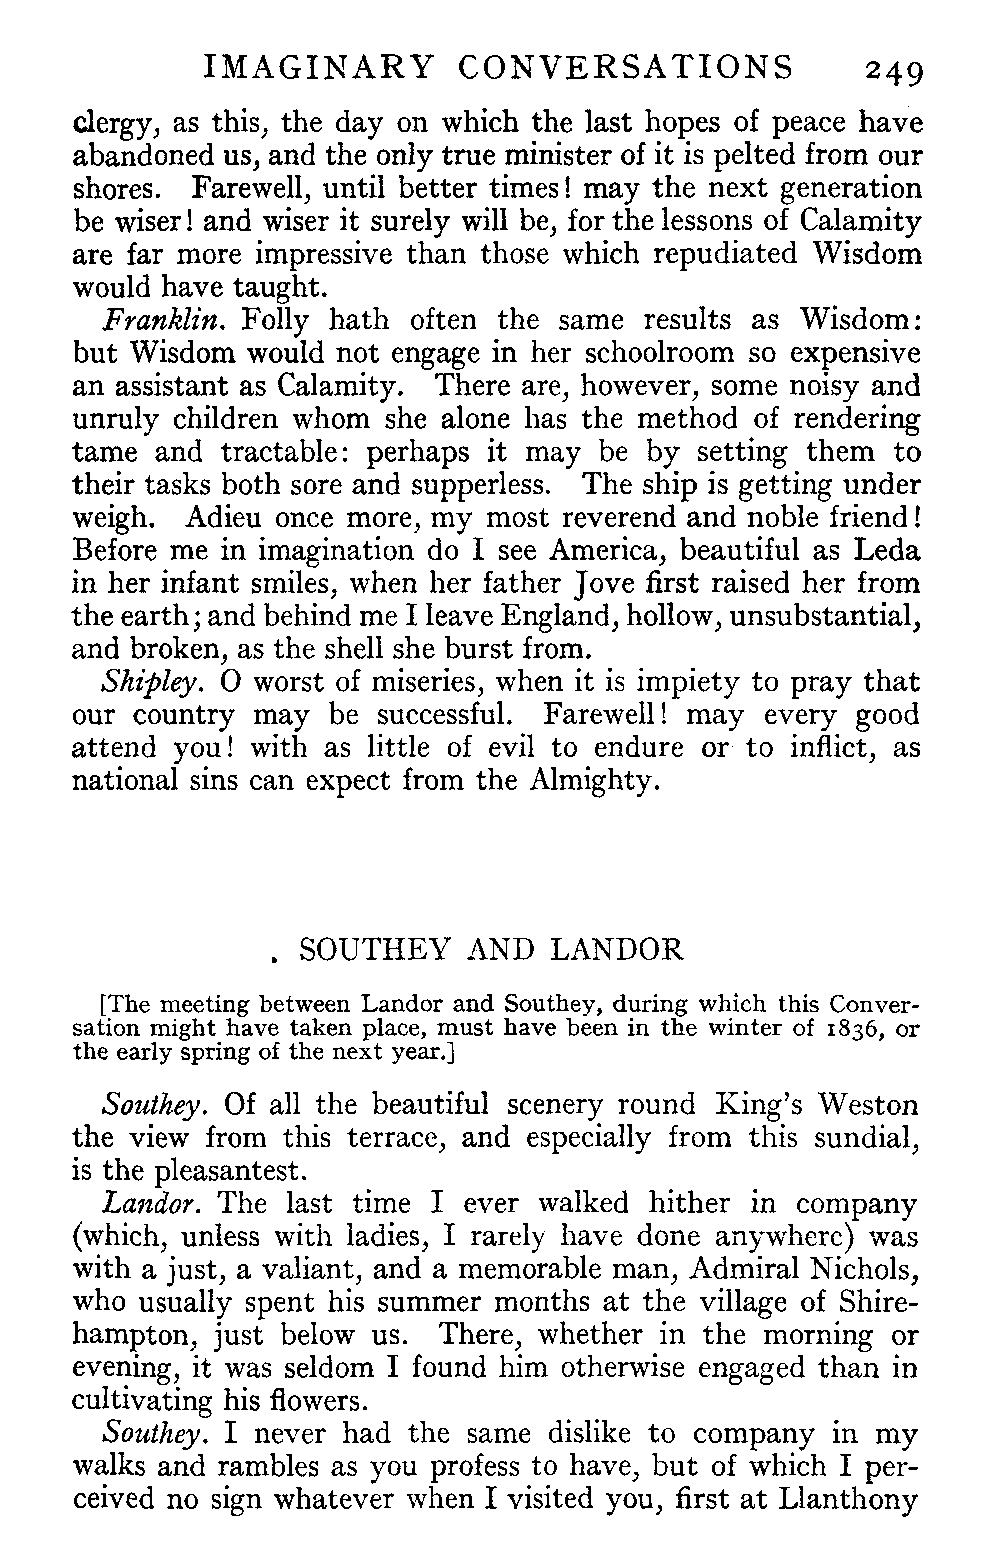 IMAGINARY CONVERSATIONS 249
clergy, as this, the day on which the last hopes of peace have
abandoned us, and the only true minister of it is pelted from our
shores. Farewell, until better times! may the next generation
be wiser! and wiser it surely will be, for the lessons of Calamity
are far more impressive than those which repudiated Wisdom
would have taught.
Franklin. Folly hath often the same results as Wisdom:
but Wisdom would not engage in her schoolroom so expensive
an assistant as Calamity. There are, however, some noisy and
unruly children whom she alone has the method of rendering
tame and tractable: perhaps it may be by setting them to
their tasks both sore and supperless. The ship is getting under
weigh. Adieu once more, my most reverend and noble friend!
Before me in imagination do I see America, beautiful as Leda
in her infant smiles, when her father Jove first raised her from
the earth; and behind me I leave England, hollow, unsubstantial,
and broken, as the shell she burst from.
Shipley. O worst of miseries, when it is impiety to pray that
our country may be successful. Farewell! may every good
attend you! with as little of evil to endure or to inflict, as
national sins can expect from the Almighty.
SOUTHEY AND LANDOR
[The meeting between Landor and Southey, during which this Conver-
sation might have taken place, must have been in the winter of 1836, or
the early spring of the next year.]
Southey. Of all the beautiful scenery round King's Weston
the view from this terrace, and especially from this sundial,
is the pleasantest.
Landor. The last time I ever walked hither in company
(which, unless with ladies, I rarely have done anywhere) was
with a just, a valiant, and a memorable man, Admiral Nichols,
who usually spent his summer months at the village of Shire-
hampton, just below us. There, whether in the morning or
evening, it was seldom I found him otherwise engaged than in
cultivating his flowers.
Southey. I never had the same dislike to company in my
walks and rambles as you profess to have, but of which I per-
ceived no sign whatever when I visited you, first at Llanthony